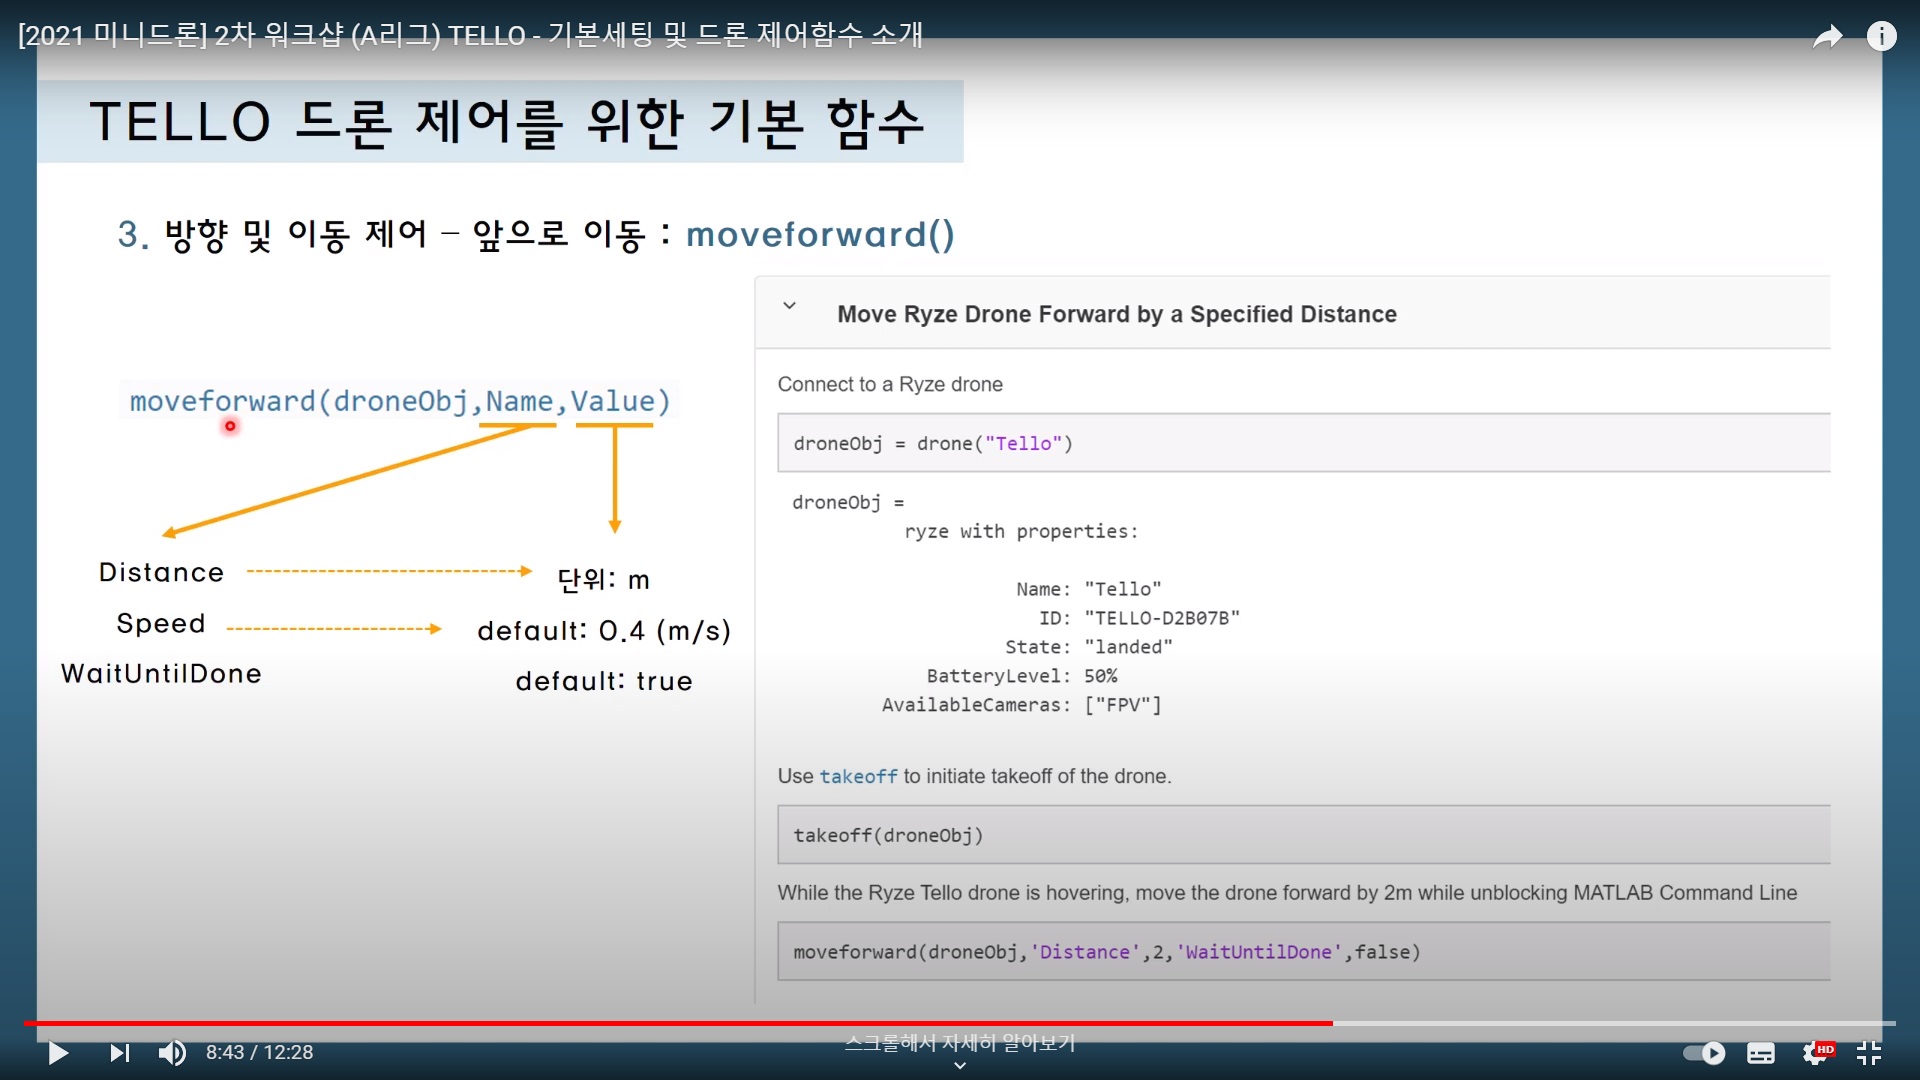 [2021 미니드론] 2차 워크샵 (A리그) TELLO - 기본세팅 및 드론 제어함수 소개
TELLO 드론 제어를 위한 기본 함수
3. 방향 및 이동 제어 – 앞으로 이동 : moveforward()
moveforward(droneObj,Name,Value)
Distance 단위: m
Speed default: 0.4 (m/s)
WaitUntilDone default: true
Move Ryze Drone Forward by a Specified Distance
Connect to a Ryze drone
droneObj = drone("Tello")
droneObj =
ryze with properties:
Name: "Tello"
ID: "TELLO-D2B07B"
State: "landed"
BatteryLevel: 50%
AvailableCameras: ["FPV"]
Use takeoff to initiate takeoff of the drone.
takeoff(droneObj)
While the Ryze Tello drone is hovering, move the drone forward by 2m while unblocking MATLAB Command Line
moveforward(droneObj,'Distance',2,'WaitUntilDone',false)
스크롤해서 자세히 알아보기
8:43 / 12:28
HD